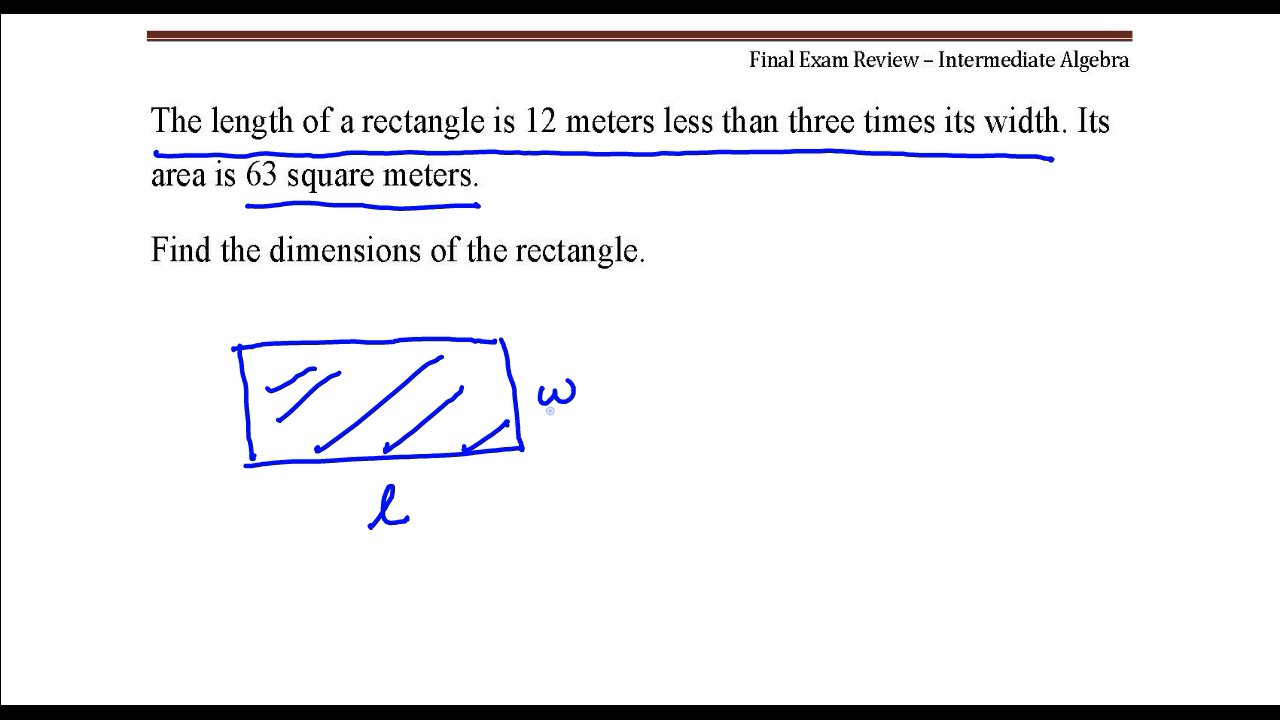 Final Exam Review – Intermediate Algebra
The length of a rectangle is 12 meters less than three times its width. Its
area is 63 square meters.
Find the dimensions of the rectangle.
w
l